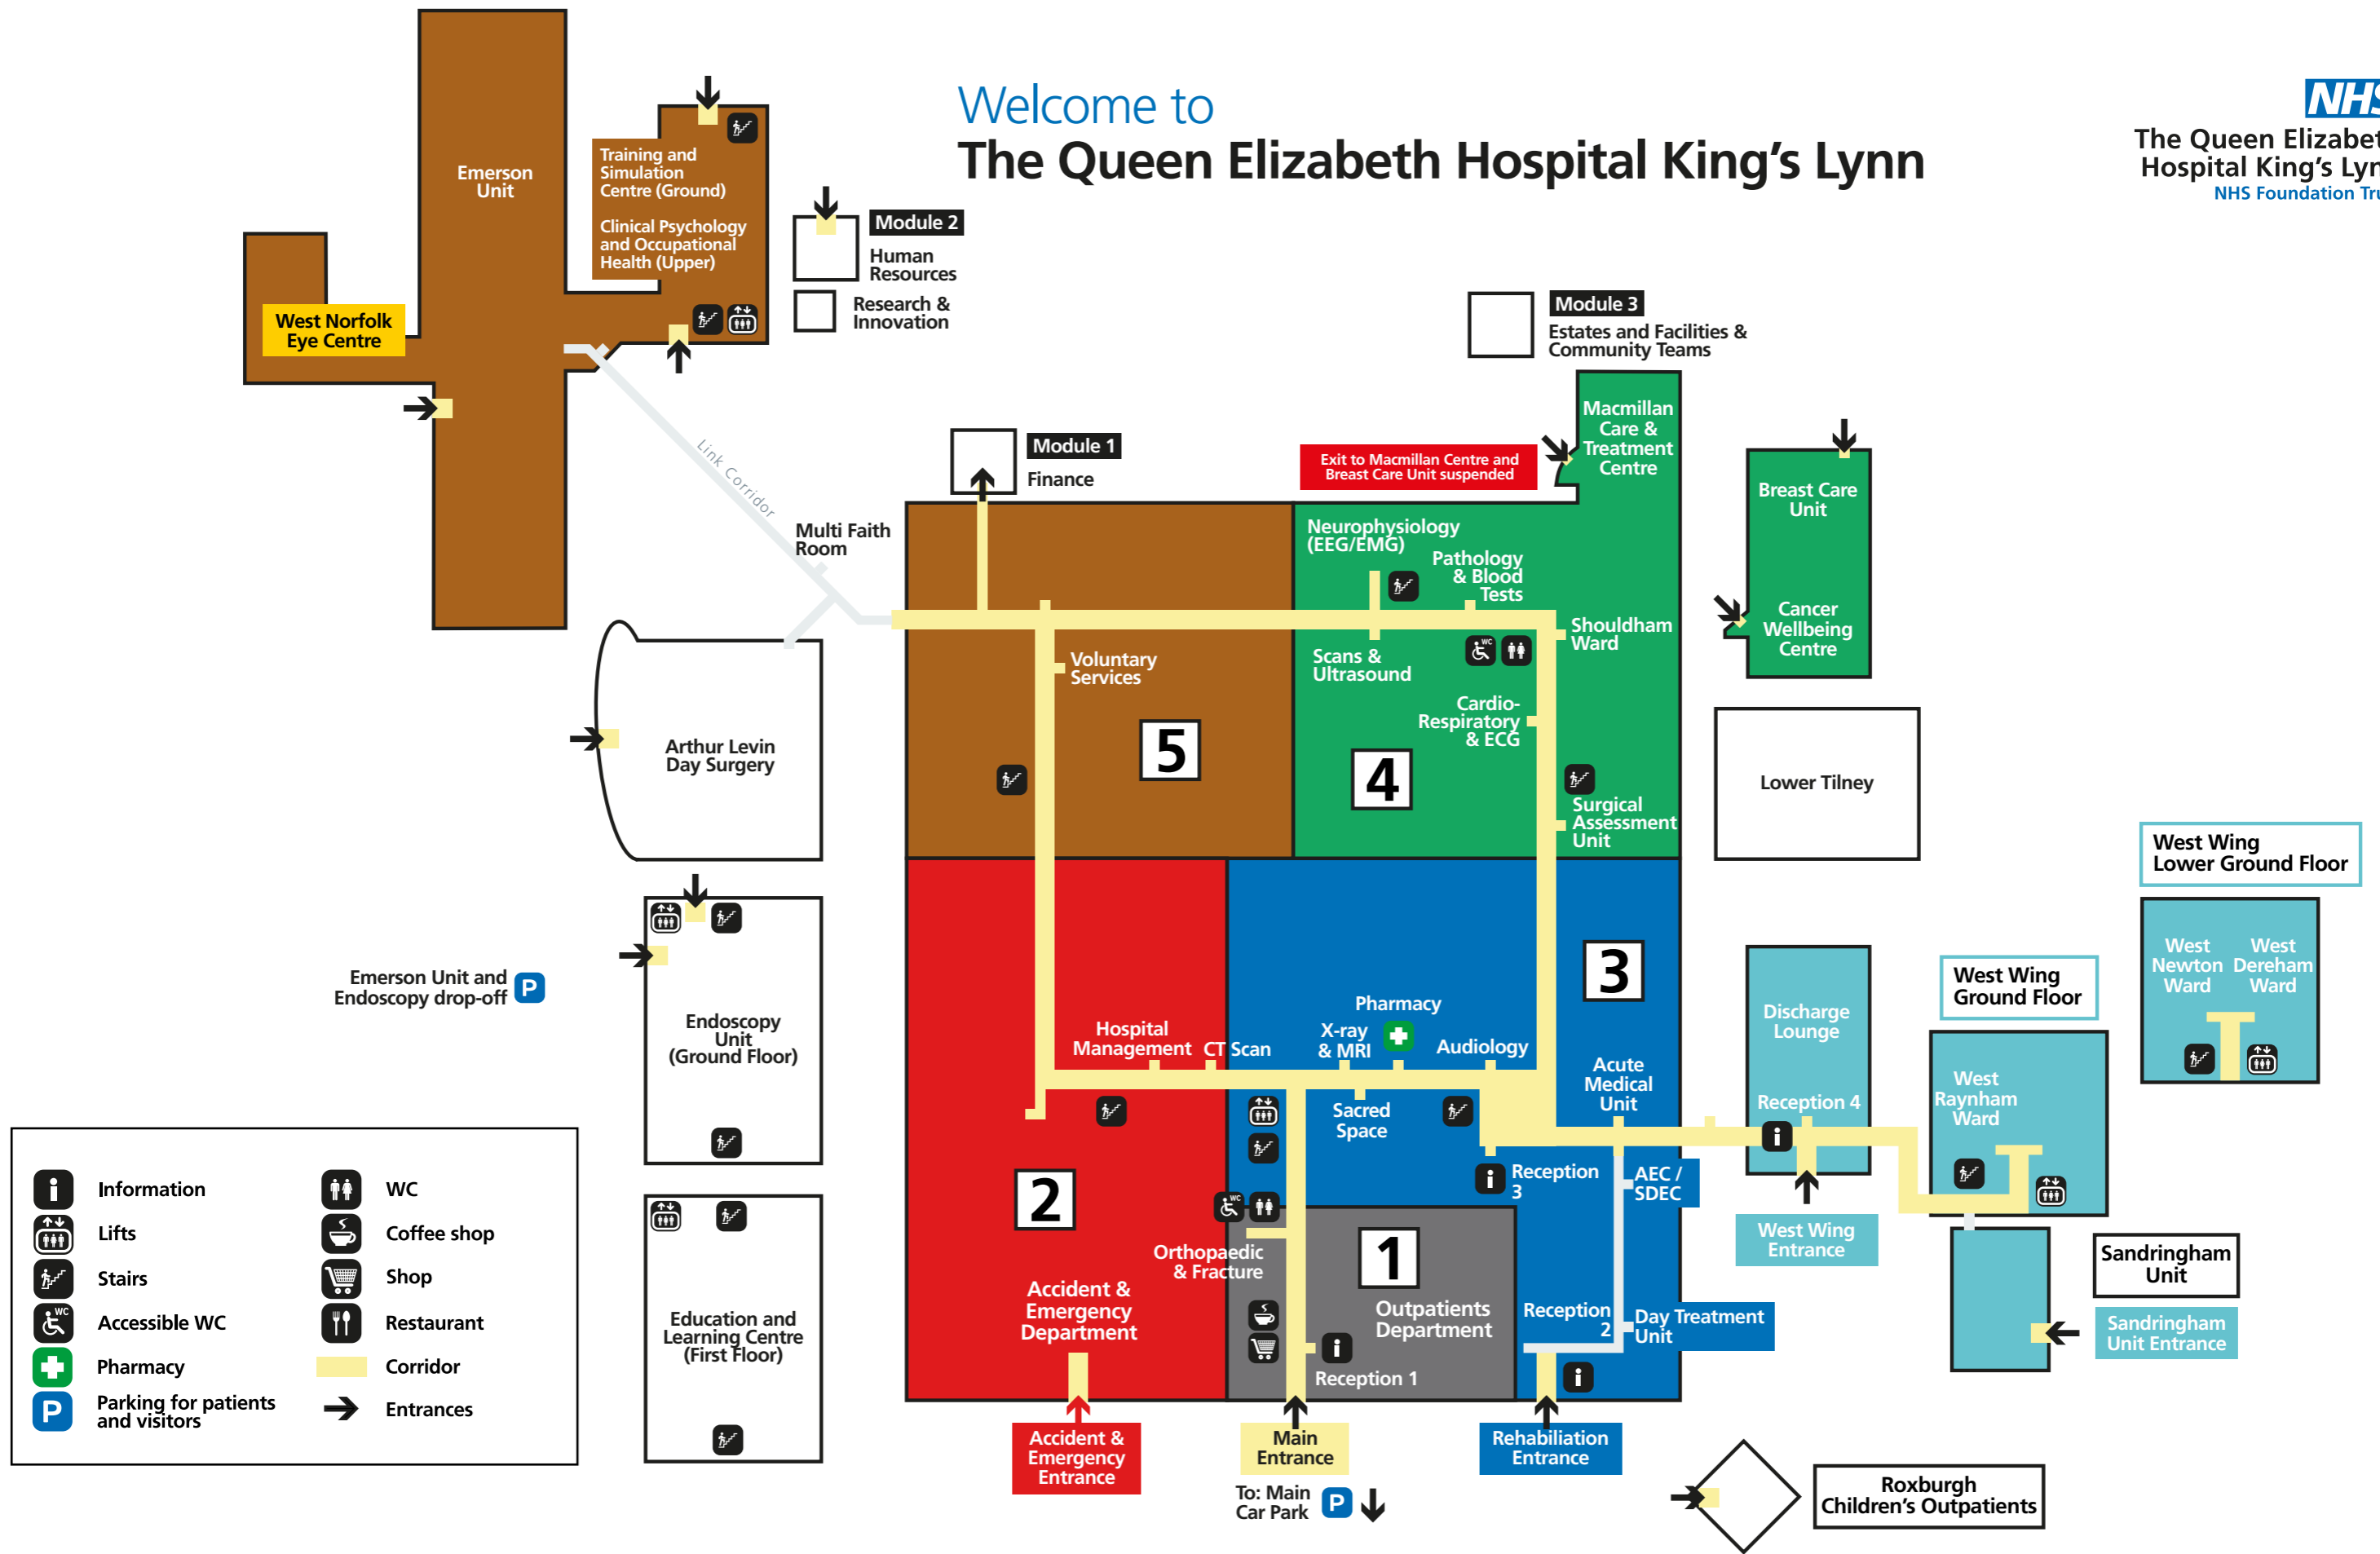 Welcome to
The Queen Elizabeth Hospital King's Lynn
NHS
The Queen Elizabet
Hospital King's Lyn
NHS Foundation Tru
Emerson
Unit
Training and
Simulation
Centre (Ground)
Clinical Psychology
and Occupational
Health (Upper)
West Norfolk
Eye Centre
Module 2
Human
Resources
Research &
Innovation
Module 3
Estates and Facilities &
Community Teams
Link Corridor
Multi Faith
Room
Module 1
Finance
Exit to Macmillan Centre and
Breast Care Unit suspended
Macmillan
Care &
Treatment
Centre
Breast Care
Unit
Cancer
Wellbeing
Centre
Neurophysiology
(EEG/EMG)
Pathology
& Blood
Tests
Shouldham
Ward
WC
Scans &
Ultrasound
Cardio-
Respiratory
& ECG
Voluntary
Services
5
4
Surgical
Assessment
Unit
Arthur Levin
Day Surgery
Lower Tilney
West Wing
Lower Ground Floor
West
Newton
Ward
West
Dereham
Ward
West Wing
Ground Floor
West
Raynham
Ward
Discharge
Lounge
Reception 4
West Wing
Entrance
Sandringham
Unit
Sandringham
Unit Entrance
Emerson Unit and
Endoscopy drop-off
P
Endoscopy
Unit
(Ground Floor)
Education and
Learning Centre
(First Floor)
3
Pharmacy
X-ray
& MRI
Audiology
Hospital
Management
CT Scan
Acute
Medical
Unit
Sacred
Space
Reception
3
AEC /
SDEC
2
WC
Orthopaedic
& Fracture
1
Accident &
Emergency
Department
Outpatients
Department
Reception
2
Day Treatment
Unit
Reception 1
Accident &
Emergency
Entrance
Main
Entrance
Rehabiliation
Entrance
To: Main
Car Park
P
Roxburgh
Children's Outpatients
Information
Lifts
Stairs
WC
Accessible WC
Pharmacy
P
Parking for patients
and visitors
WC
Coffee shop
Shop
Restaurant
Corridor
Entrances